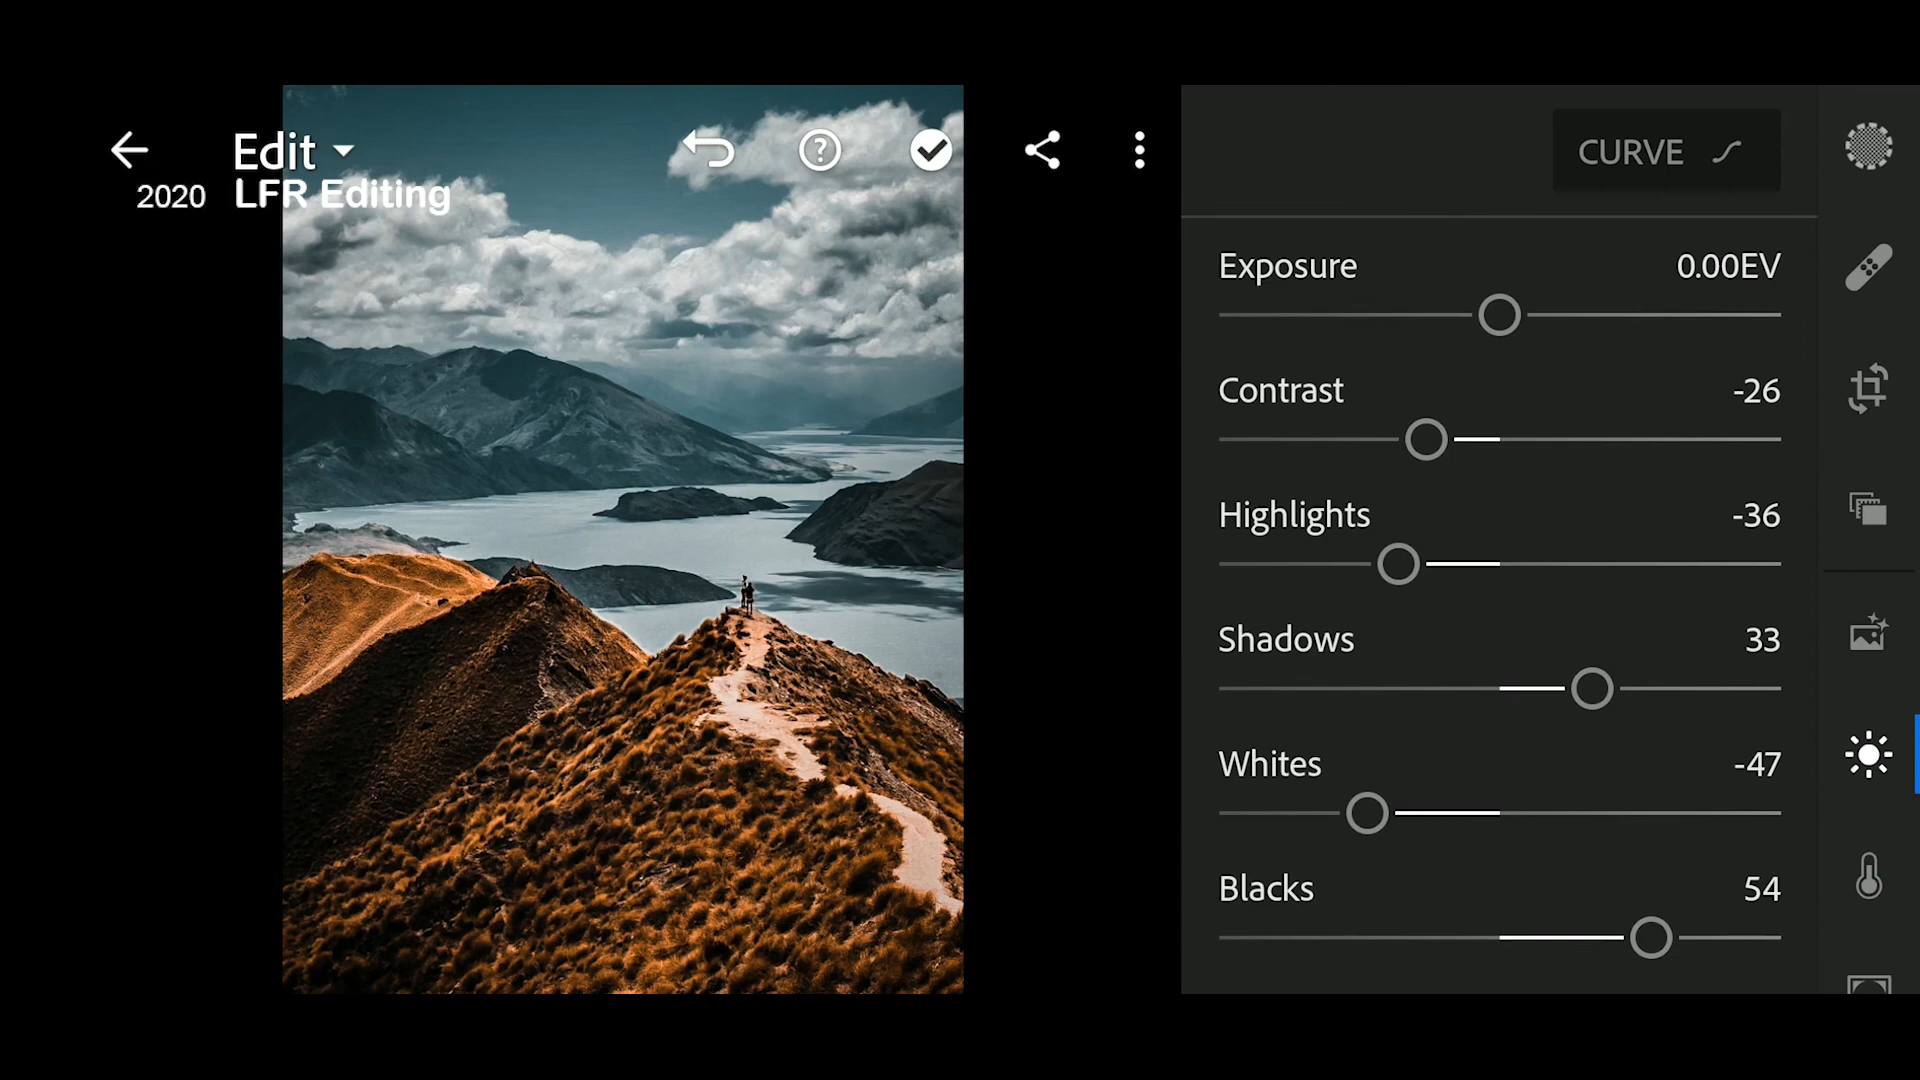 Edit
2020 LFR Editing
CURVE
Exposure 0.00EV
Contrast -26
Highlights -36
Shadows 33
Whites -47
Blacks 54